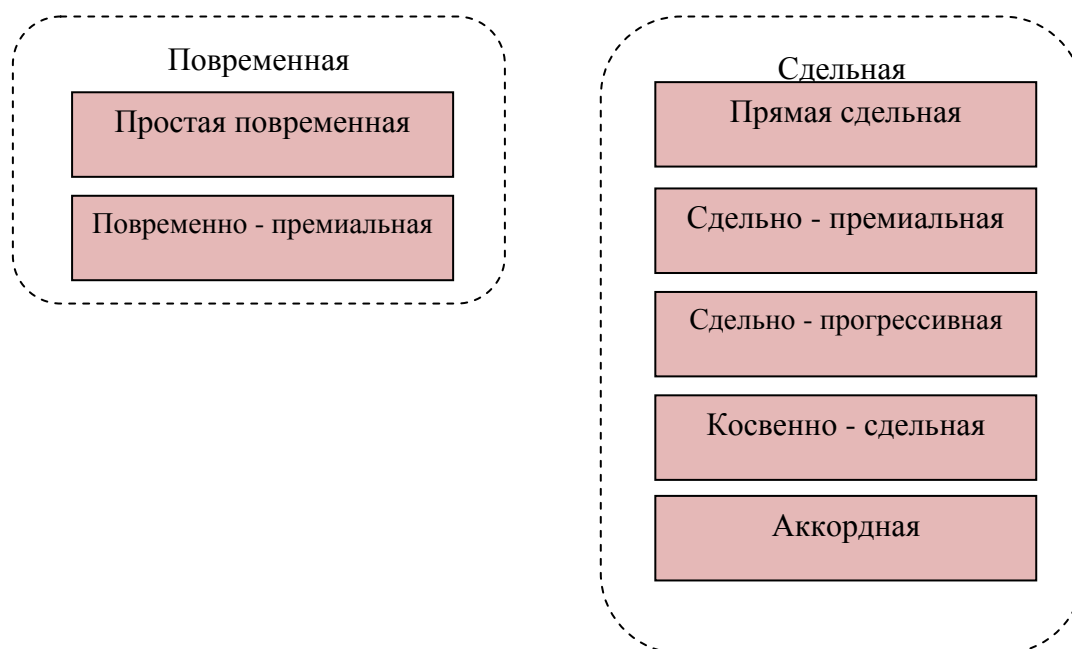 Повременная
Простая повременная
Повременно - премиальная
Сдельная
Прямая сдельная
Сдельно - премиальная
Сдельно - прогрессивная
Косвенно - сдельная
Аккордная